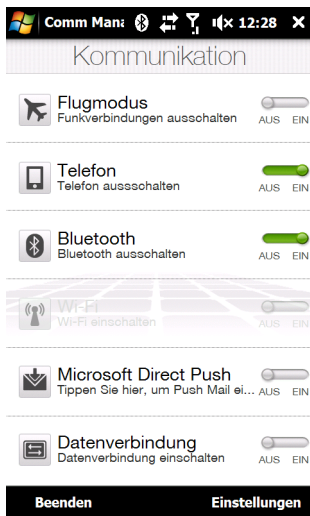 Comm Mana 12:28
Kommunikation
Flugmodus
Funkverbindungen ausschalten
AUS EIN
Telefon
Telefon aussschalten
AUS EIN
Bluetooth
Bluetooth ausschalten
AUS EIN
Wi-Fi
Wi-Fi einschalten
AUS EIN
Microsoft Direct Push
Tippen Sie hier, um Push Mail ei...
AUS EIN
Datenverbindung
Datenverbindung einschalten
AUS EIN
Beenden Einstellungen